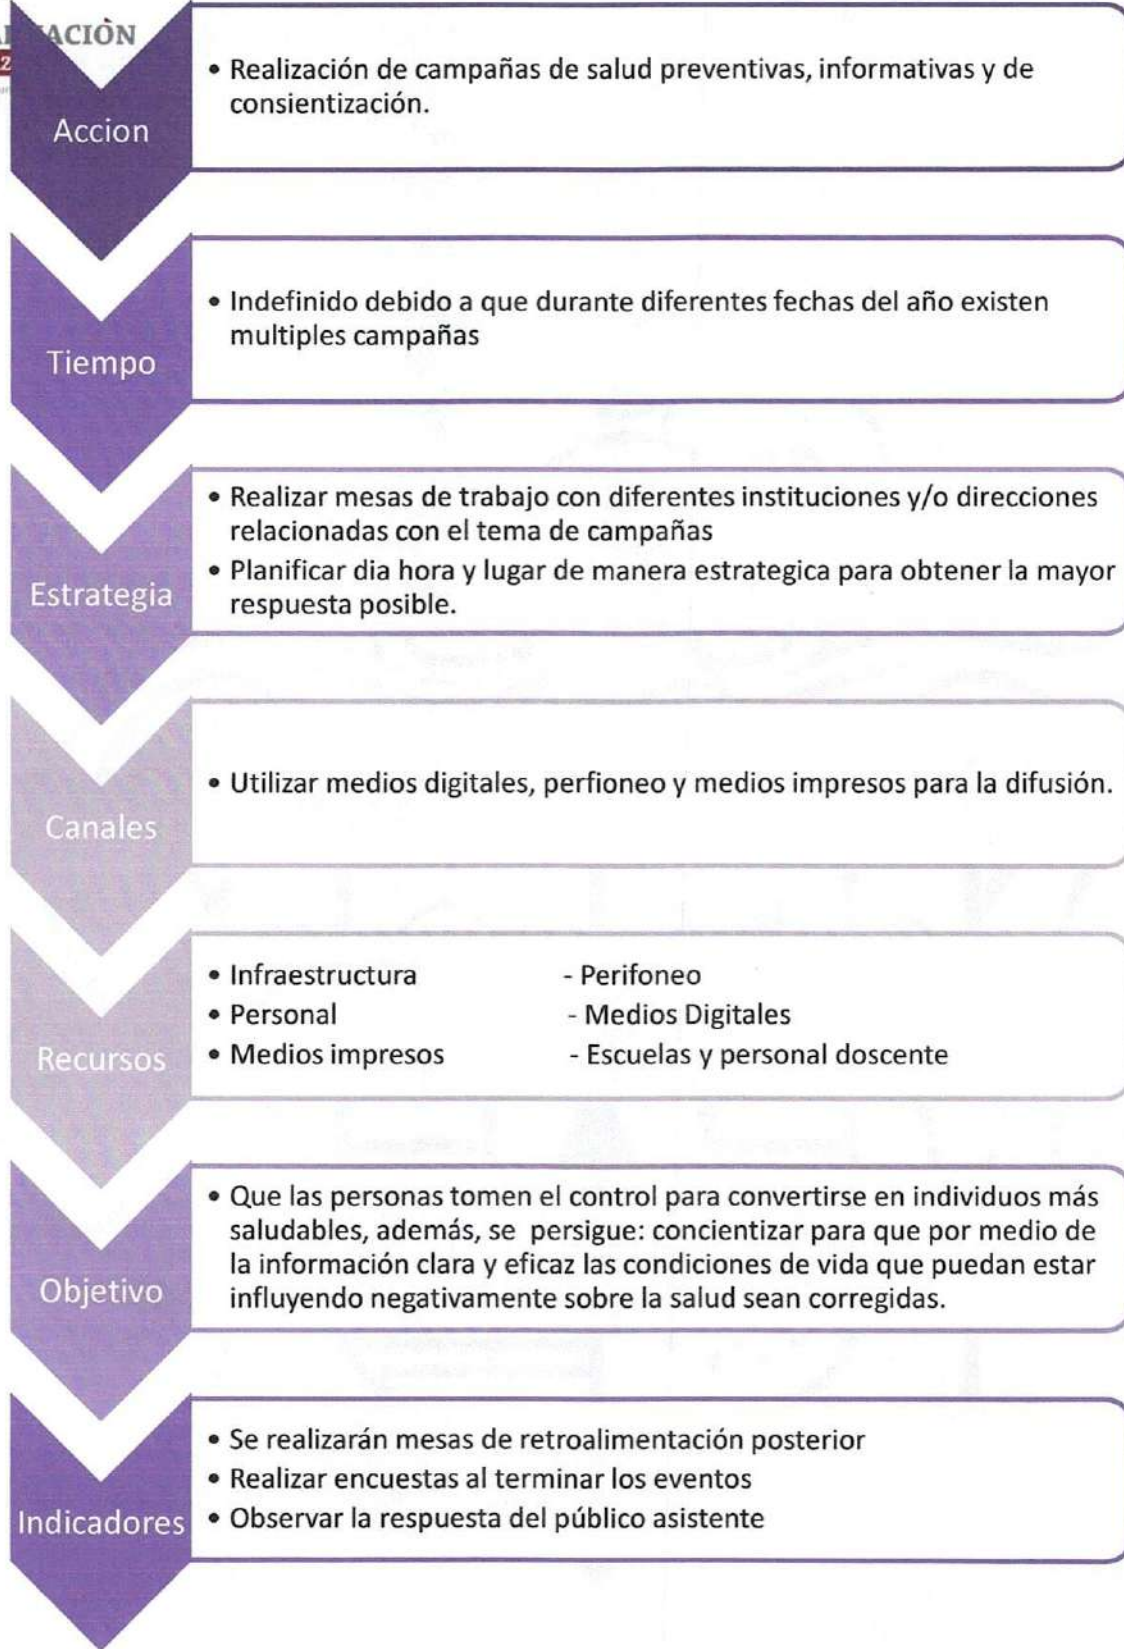 ACIÓN
Accion
• Realización de campañas de salud preventivas, informativas y de
consientización.
Tiempo
• Indefinido debido a que durante diferentes fechas del año existen
multiples campañas
Estrategia
• Realizar mesas de trabajo con diferentes instituciones y/o direcciones
relacionadas con el tema de campañas
• Planificar dia hora y lugar de manera estrategica para obtener la mayor
respuesta posible.
Canales
• Utilizar medios digitales, perfioneo y medios impresos para la difusión.
Recursos
• Infraestructura - Perifoneo
• Personal - Medios Digitales
• Medios impresos - Escuelas y personal doscente
Objetivo
• Que las personas tomen el control para convertirse en individuos más
saludables, además, se persigue: concientizar para que por medio de
la información clara y eficaz las condiciones de vida que puedan estar
influyendo negativamente sobre la salud sean corregidas.
Indicadores
• Se realizarán mesas de retroalimentación posterior
• Realizar encuestas al terminar los eventos
• Observar la respuesta del público asistente